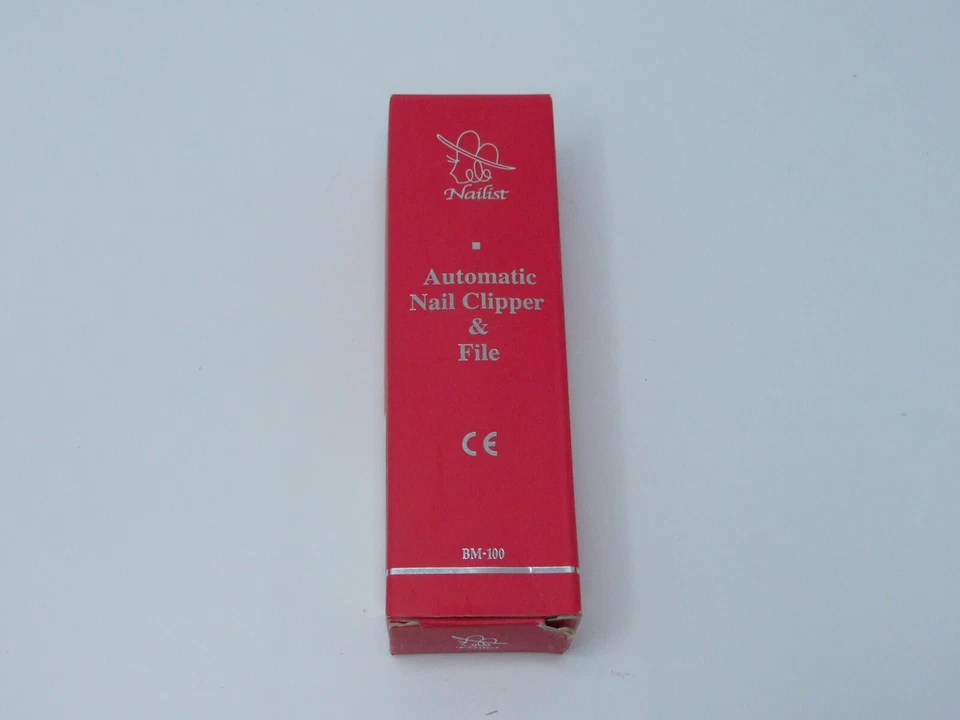 Nailist
Automatic
Nail Clipper
&
File
CE
BM-100